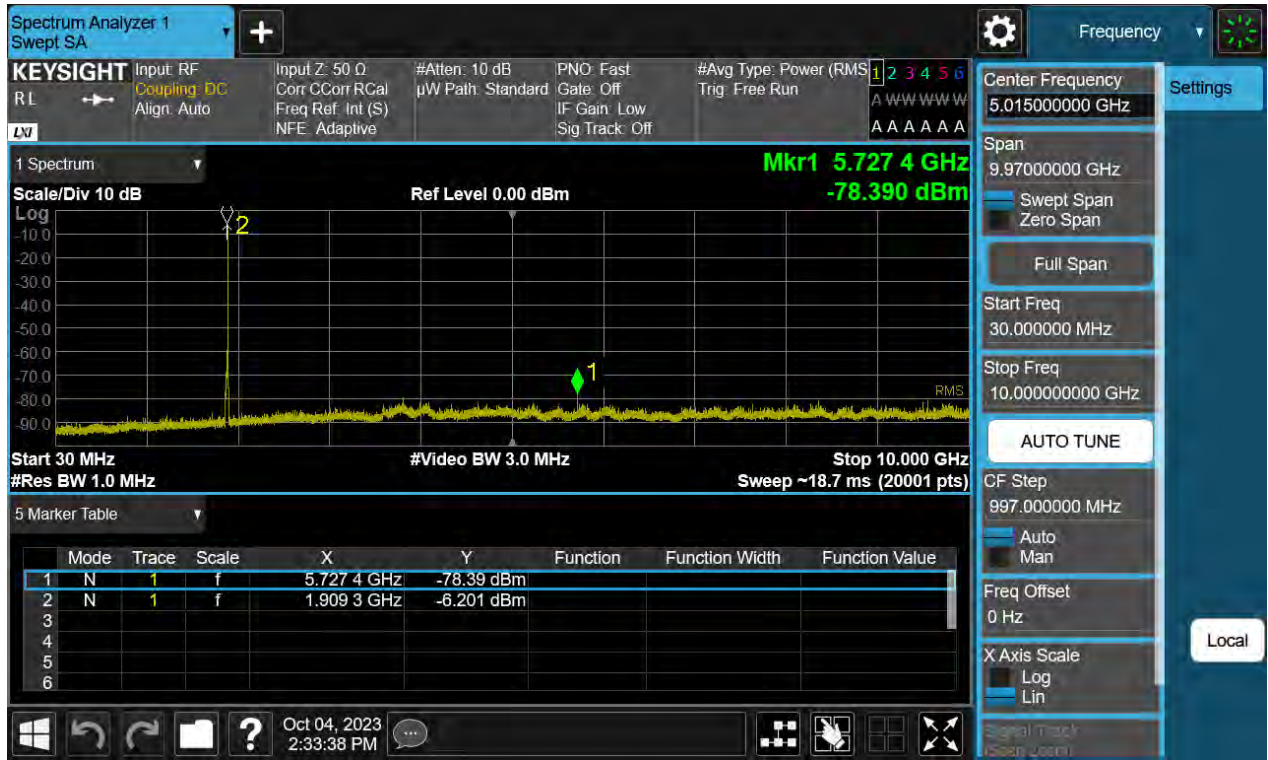 Spectrum Analyzer 1
Swept SA
Frequency
KEYSIGHT
RL
LXI
Input: RF
Coupling: DC
Align: Auto
Input Z: 50 Ω
Corr CCorr RCal
Freq Ref: Int (S)
NFE: Adaptive
#Atten: 10 dB
µW Path: Standard
PNO: Fast
Gate: Off
IF Gain: Low
Sig Track: Off
#Avg Type: Power (RMS
Trig: Free Run
1 2 3 4 5 6
A W W W W W
A A A A A A
1 Spectrum
Mkr1 5.727 4 GHz
-78.390 dBm
Scale/Div 10 dB
Ref Level 0.00 dBm
Log
-10.0
-20.0
-30.0
-40.0
-50.0
-60.0
-70.0
-80.0
-90.0
2
1
RMS
Start 30 MHz
#Video BW 3.0 MHz
Stop 10.000 GHz
#Res BW 1.0 MHz
Sweep ~18.7 ms (20001 pts)
5 Marker Table
Mode Trace Scale X Y Function Function Width Function Value
1 N 1 f 5.727 4 GHz -78.39 dBm
2 N 1 f 1.909 3 GHz -6.201 dBm
3
4
5
6
?
Oct 04, 2023
2:33:38 PM
Center Frequency
5.015000000 GHz
Settings
Span
9.97000000 GHz
Swept Span
Zero Span
Full Span
Start Freq
30.000000 MHz
Stop Freq
10.000000000 GHz
AUTO TUNE
CF Step
997.000000 MHz
Auto
Man
Freq Offset
0 Hz
Local
X Axis Scale
Log
Lin
Signal Track
(Span Zoom)